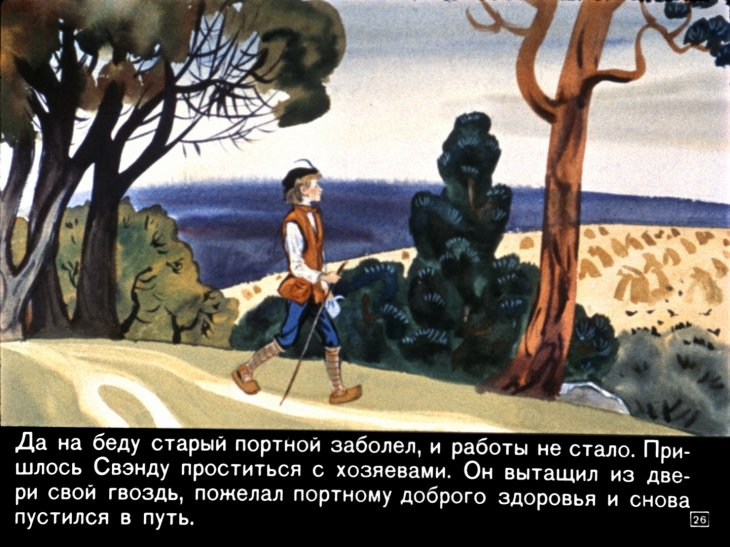 Да на беду старый портной заболел, и работы не стало. При-
шлось Свэнду проститься с хозяевами. Он вытащил из две-
ри свой гвоздь, пожелал портному доброго здоровья и снова
пустился в путь.
26